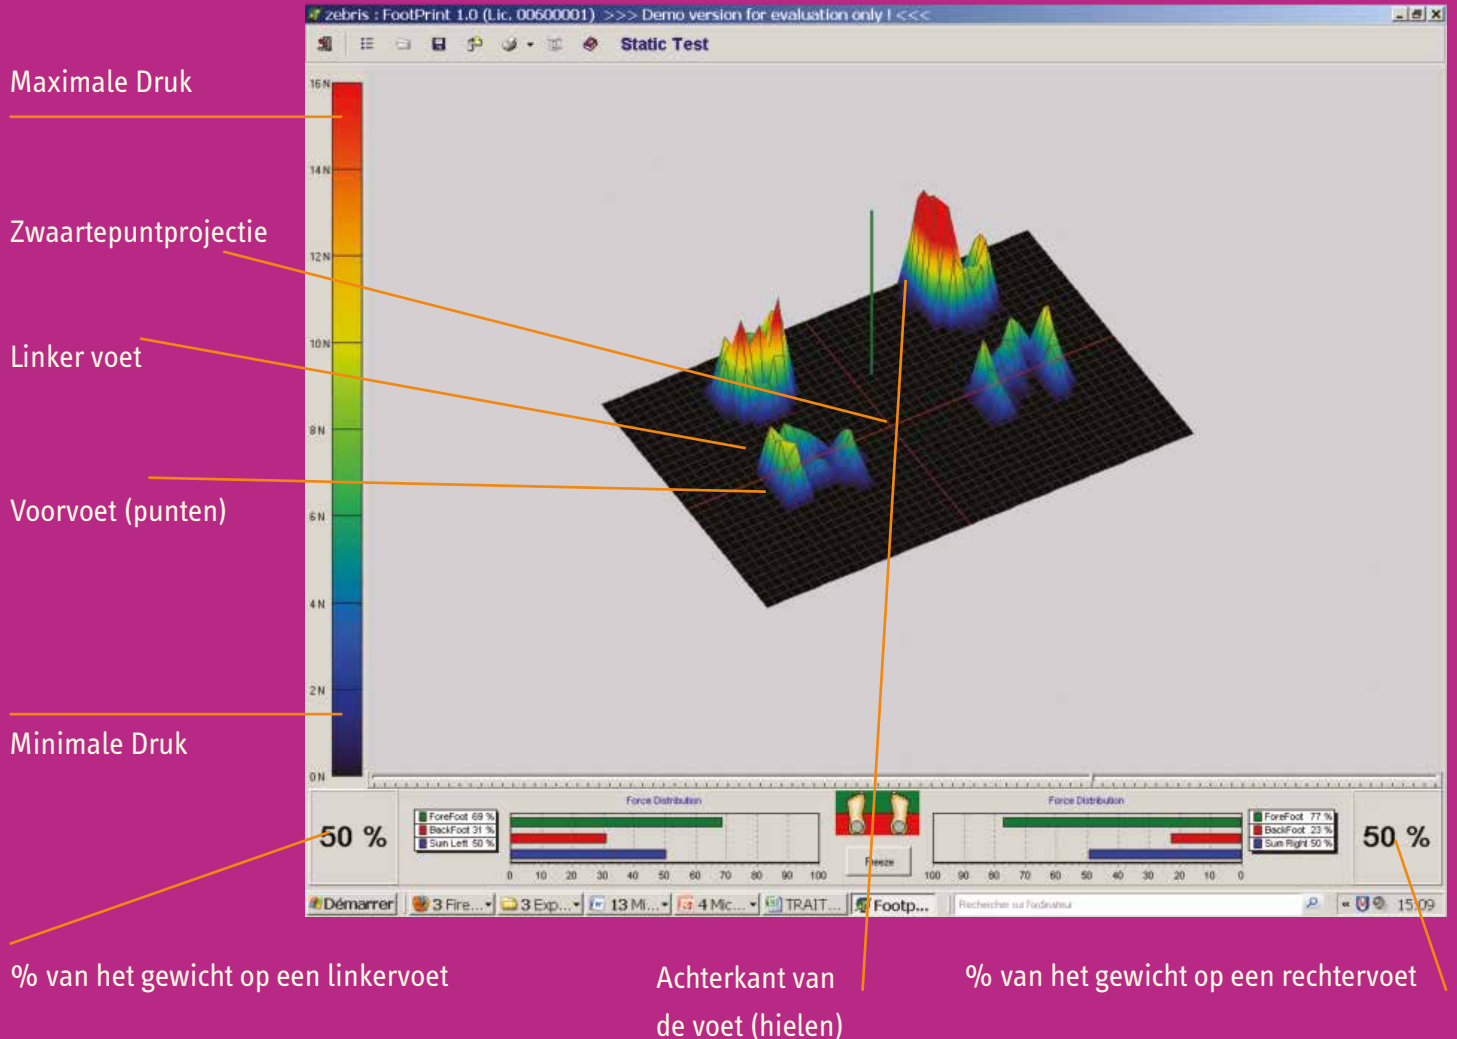 zebris : FootPrint 1.0 (Lic. 00600001) >>> Demo version for evaluation only ! <<<
Static Test
Maximale Druk
Zwaartepuntprojectie
Linker voet
Voorvoet (punten)
Minimale Druk
16 N
14 N
12 N
10 N
8 N
6 N
4 N
2 N
0 N
50 %
ForeFoot 69 %
BackFoot 31 %
Sum Left 50 %
Force Distribution
0 10 20 30 40 50 60 70 80 90 100
Freeze
Force Distribution
100 90 80 70 60 50 40 30 20 10 0
ForeFoot 77 %
BackFoot 23 %
Sum Right 50 %
50 %
Démarrer
3 Fire...
3 Exp...
13 Mi...
4 Mic...
TRAIT...
Footp...
Rechercher sur l'ordinateur
15:09
% van het gewicht op een linkervoet
Achterkant van
de voet (hielen)
% van het gewicht op een rechtervoet